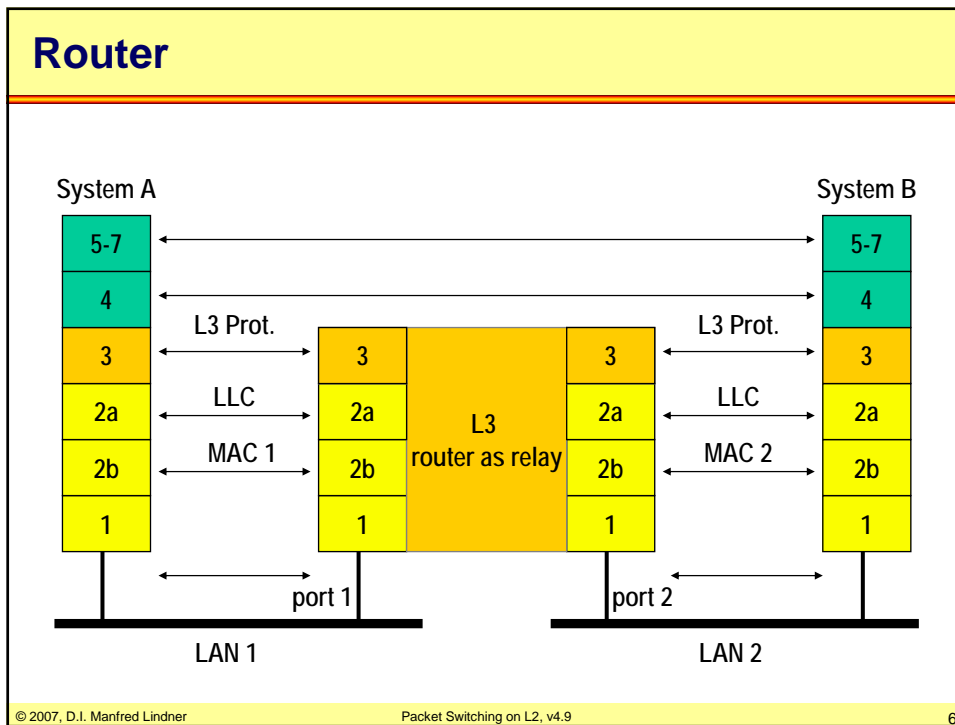 Router
System A
System B
5-7
5-7
4
4
L3 Prot.
L3 Prot.
3
3
3
3
LLC
LLC
2a
2a
L3
router as relay
2a
2a
MAC 1
MAC 2
2b
2b
2b
2b
1
1
1
1
port 1
port 2
LAN 1
LAN 2
© 2007, D.I. Manfred Lindner
Packet Switching on L2, v4.9
6